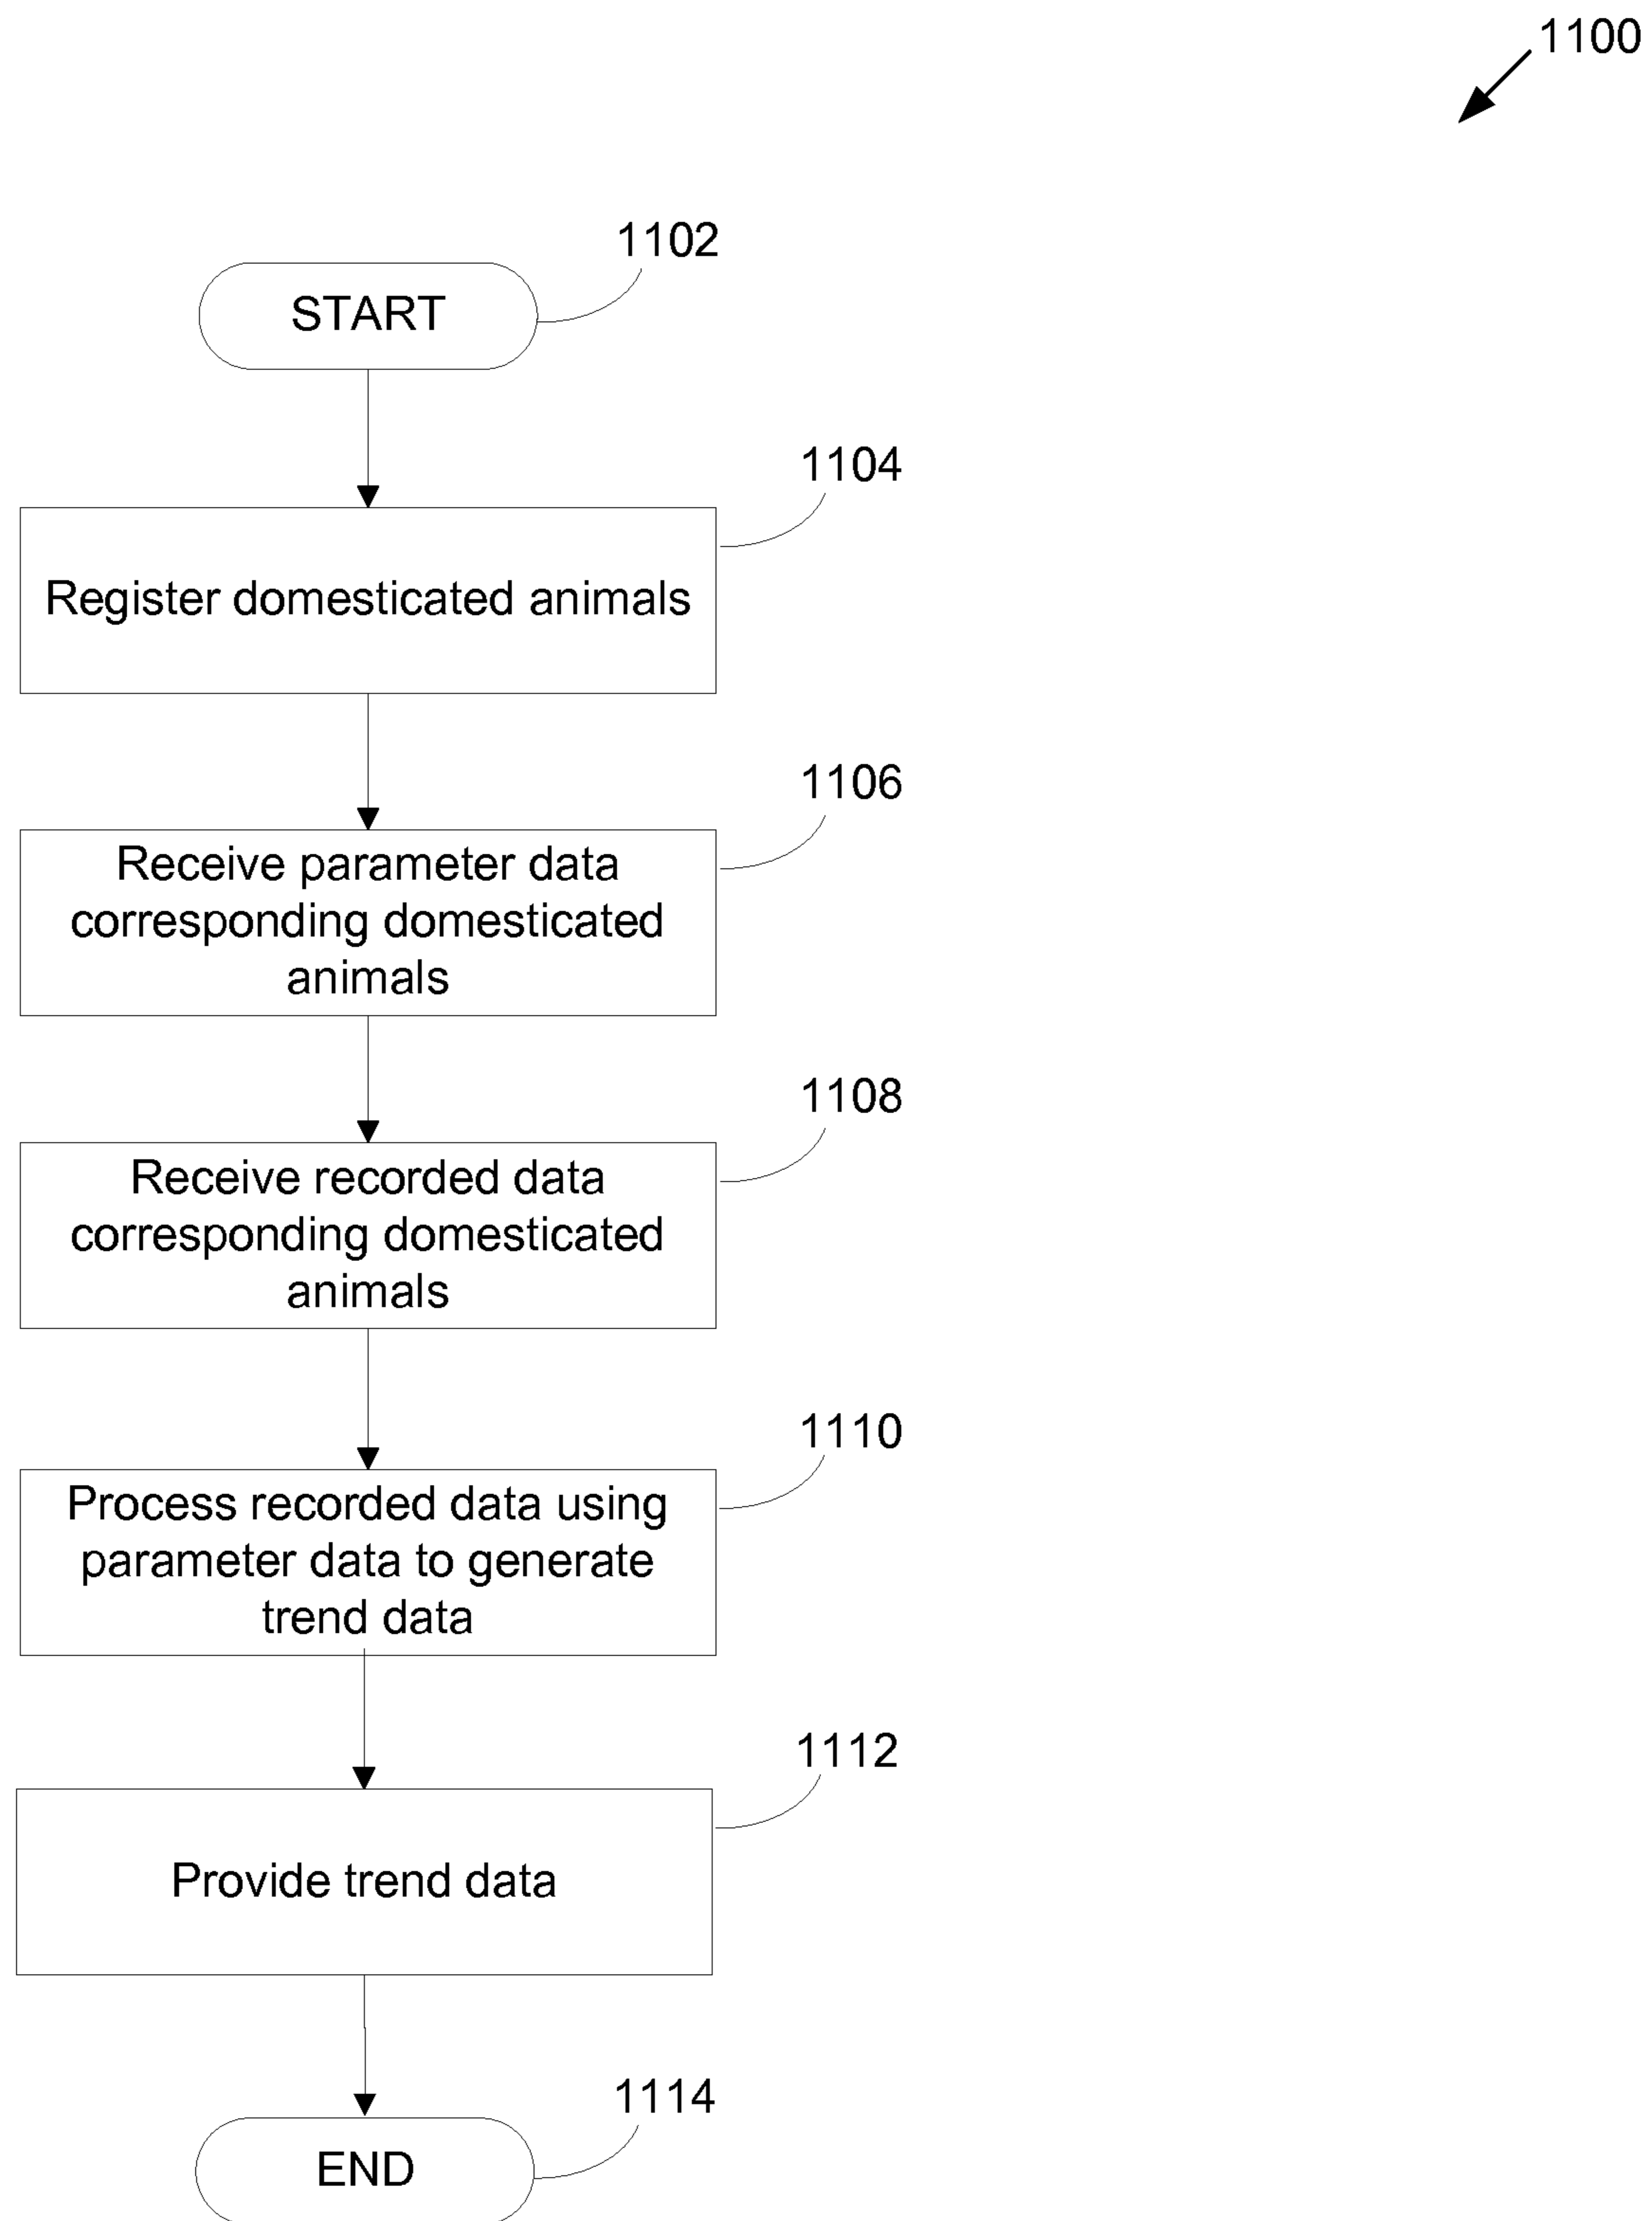 1100
1102
START
1104
Register domesticated animals
1106
Receive parameter data
corresponding domesticated
animals
1108
Receive recorded data
corresponding domesticated
animals
1110
Process recorded data using
parameter data to generate
trend data
1112
Provide trend data
1114
END